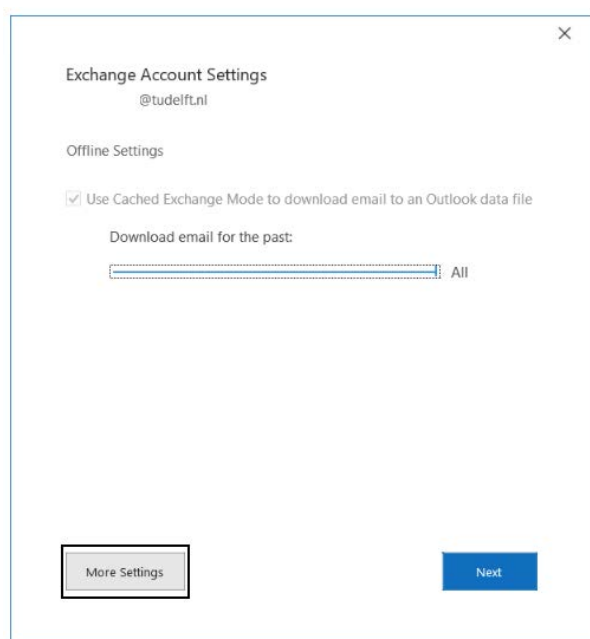 Exchange Account Settings
@tudelft.nl
Offline Settings
Use Cached Exchange Mode to download email to an Outlook data file
Download email for the past:
All
More Settings
Next